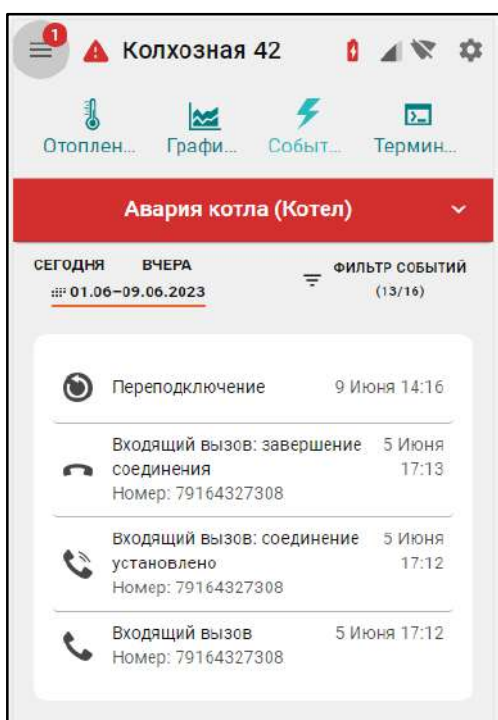 1
Колхозная 42
Отоплен... Графи... Событ... Термин...
Авария котла (Котел)
СЕГОДНЯ ВЧЕРА
01.06–09.06.2023
ФИЛЬТР СОБЫТИЙ
(13/16)
Переподключение 9 Июня 14:16
Входящий вызов: завершение 5 Июня
соединения 17:13
Номер: 79164327308
Входящий вызов: соединение 5 Июня
установлено 17:12
Номер: 79164327308
Входящий вызов 5 Июня 17:12
Номер: 79164327308